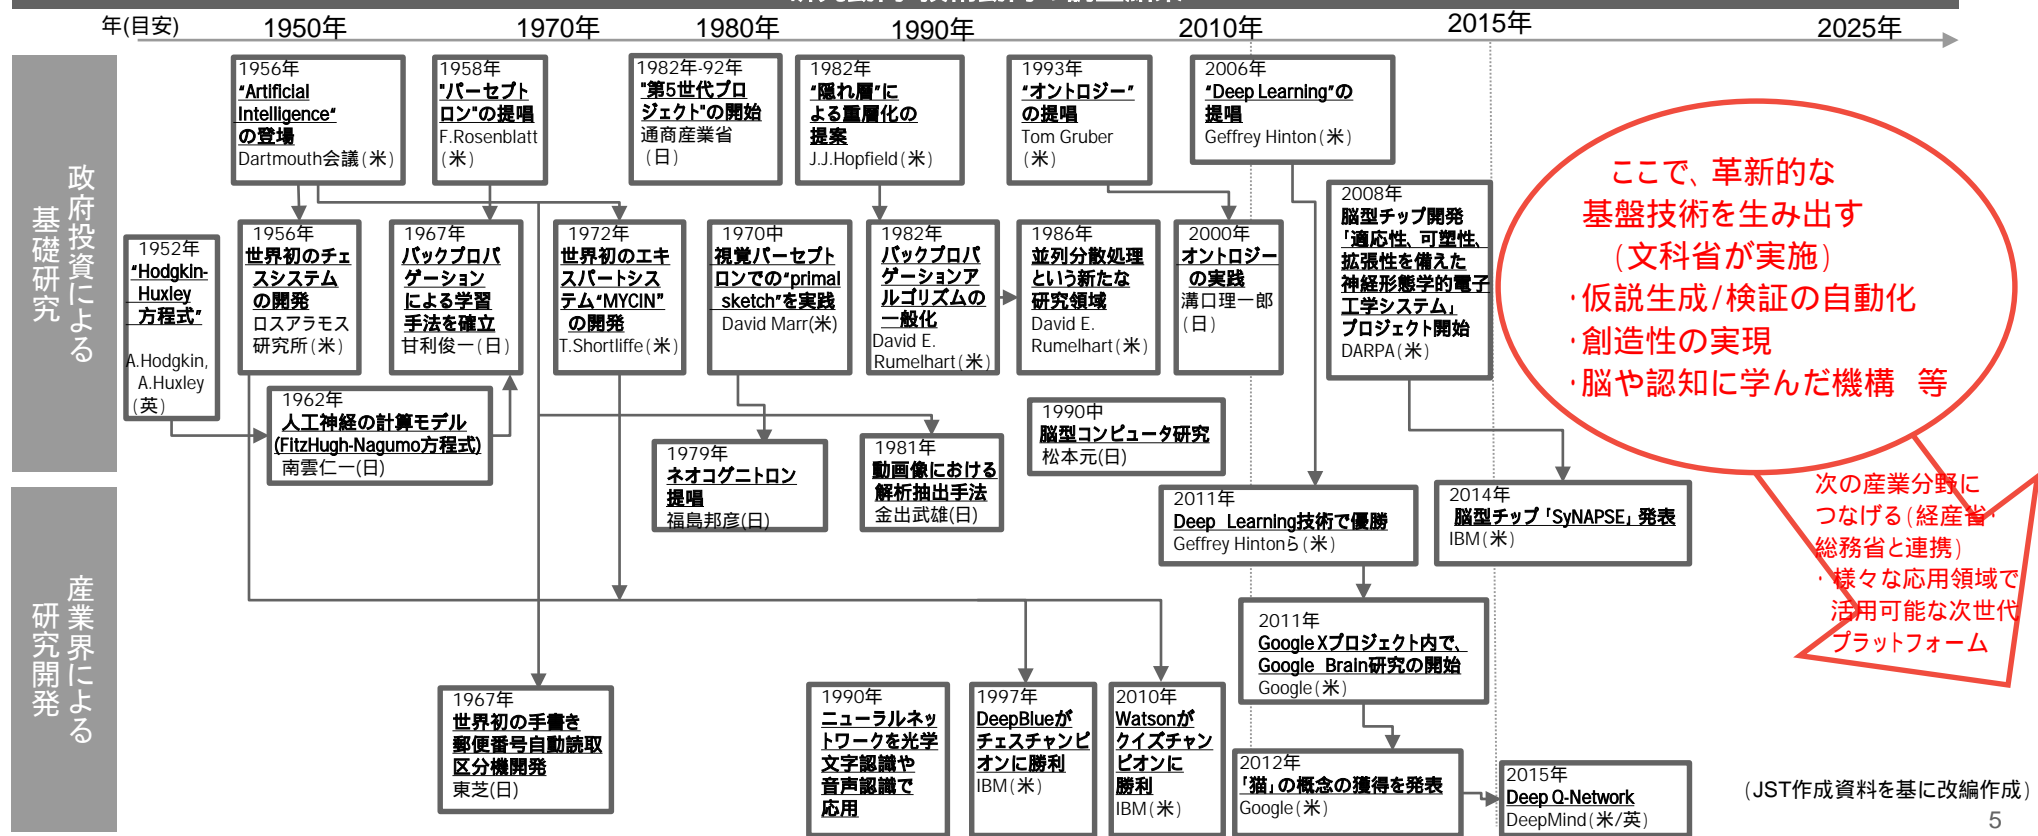 年(目安)
1950年
1970年
1980年
1990年
2010年
2015年
2025年
政府投資による
基礎研究
産業界による
研究開発
1956年
“Artificial
Intelligence“
の登場
Dartmouth会議(米)
1958年
"パーセプト
ロン"の提唱
F.Rosenblatt
(米)
1982年-92年
"第5世代プロ
ジェクト"の開始
通商産業省
(日)
1982年
“隠れ層”に
よる重層化の
提案
J.J.Hopfield(米)
1993年
“オントロジー”
の提唱
Tom Gruber
(米)
2006年
“Deep Learning”の
提唱
Geffrey Hinton(米)
1952年
“Hodgkin-
Huxley
方程式”
A.Hodgkin,
A.Huxley
(英)
1956年
世界初のチェ
スシステム
の開発
ロスアラモス
研究所(米)
1967年
バックプロパ
ゲーション
による学習
手法を確立
甘利俊一(日)
1972年
世界初のエキ
スパートシス
テム“MYCIN”
の開発
T.Shortliffe(米)
1970中
視覚パーセプト
ロンでの“primal
sketch”を実践
David Marr(米)
1982年
バックプロパ
ゲーションア
ルゴリズムの
一般化
David E.
Rumelhart(米)
1986年
並列分散処理
という新たな
研究領域
David E.
Rumelhart(米)
2000年
オントロジー
の実践
溝口理一郎
(日)
2008年
脳型チップ開発
「適応性、可塑性、
拡張性を備えた
神経形態学的電子
工学システム」
プロジェクト開始
DARPA(米)
1962年
人工神経の計算モデル
(FitzHugh-Nagumo方程式)
南雲仁一(日)
1979年
ネオコグニトロン
提唱
福島邦彦(日)
1981年
動画像における
解析抽出手法
金出武雄(日)
1990中
脳型コンピュータ研究
松本元(日)
2011年
Deep Learning技術で優勝
Geffrey Hintonら(米)
2014年
脳型チップ「SyNAPSE」発表
IBM(米)
2011年
Google Xプロジェクト内で、
Google Brain研究の開始
Google(米)
1967年
世界初の手書き
郵便番号自動読取
区分機開発
東芝(日)
1990年
ニューラルネッ
トワークを光学
文字認識や
音声認識で
応用
1997年
DeepBlueが
チェスチャンピ
オンに勝利
IBM(米)
2010年
Watsonが
クイズチャン
ピオンに
勝利
IBM(米)
2012年
「猫」の概念の獲得を発表
Google(米)
2015年
Deep Q-Network
DeepMind(米/英)
ここで、革新的な
基盤技術を生み出す
(文科省が実施)
・仮説生成/検証の自動化
・創造性の実現
・脳や認知に学んだ機構 等
次の産業分野に
つなげる(経産省・
総務省と連携)
・様々な応用領域で
活用可能な次世代
プラットフォーム
(JST作成資料を基に改編作成)
5